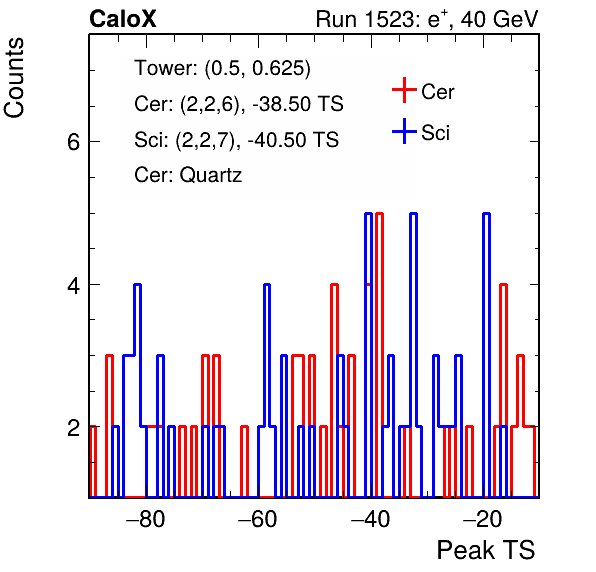 CaloX Run 1523: e⁺, 40 GeV
Counts
Tower: (0.5, 0.625)
Cer: (2,2,6), -38.50 TS
Sci: (2,2,7), -40.50 TS
Cer: Quartz
Cer
Sci
6
4
2
−80 −60 −40 −20
Peak TS